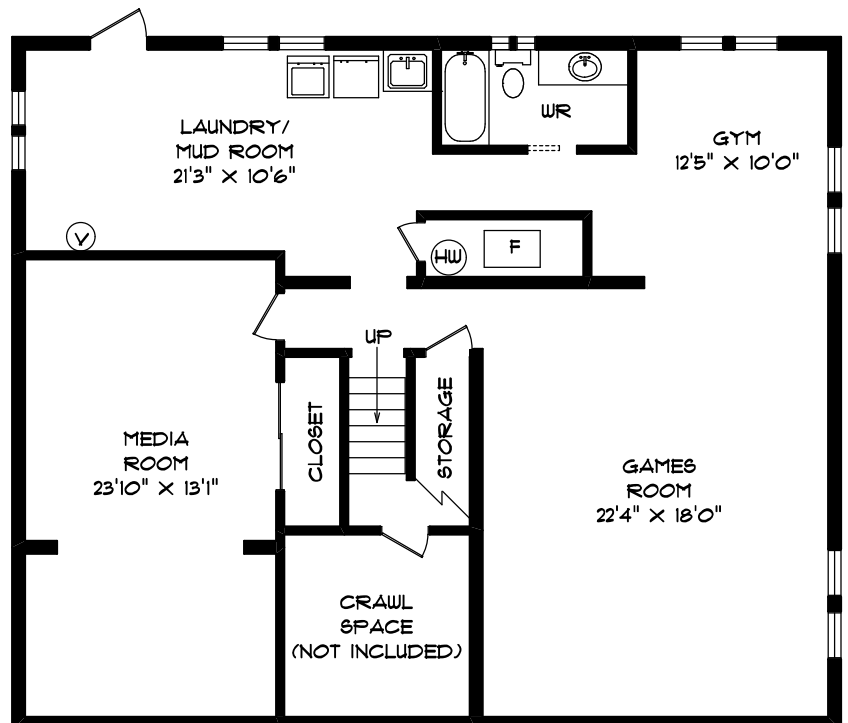 LAUNDRY/
MUD ROOM
21'3" X 10'6"
WR
GYM
12'5" X 10'0"
V
HW
F
UP
MEDIA
ROOM
23'10" X 13'1"
CLOSET
STORAGE
GAMES
ROOM
22'4" X 18'0"
CRAWL
SPACE
(NOT INCLUDED)